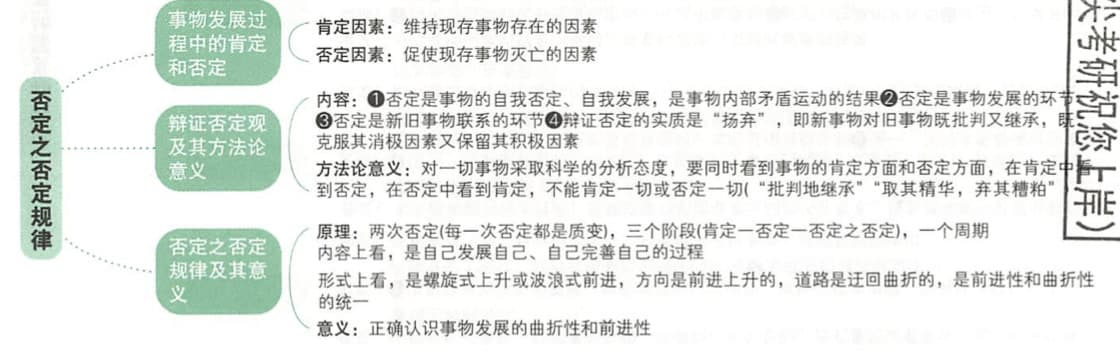 否定之否定规律
事物发展过
程中的肯定
和否定
肯定因素：维持现存事物存在的因素
否定因素：促使现存事物灭亡的因素
辩证否定观
及其方法论
意义
内容：❶否定是事物的自我否定、自我发展，是事物内部矛盾运动的结果❷否定是事物发展的环节
❸否定是新旧事物联系的环节❹辩证否定的实质是“扬弃”，即新事物对旧事物既批判又继承，既
克服其消极因素又保留其积极因素
方法论意义：对一切事物采取科学的分析态度，要同时看到事物的肯定方面和否定方面，在肯定中看
到否定，在否定中看到肯定，不能肯定一切或否定一切(“批判地继承”“取其精华，弃其糟粕”
否定之否定
规律及其意
义
原理：两次否定(每一次否定都是质变)，三个阶段(肯定—否定—否定之否定)，一个周期
内容上看，是自己发展自己、自己完善自己的过程
形式上看，是螺旋式上升或波浪式前进，方向是前进上升的，道路是迂回曲折的，是前进性和曲折性
的统一
意义：正确认识事物发展的曲折性和前进性
考研祝您上岸)